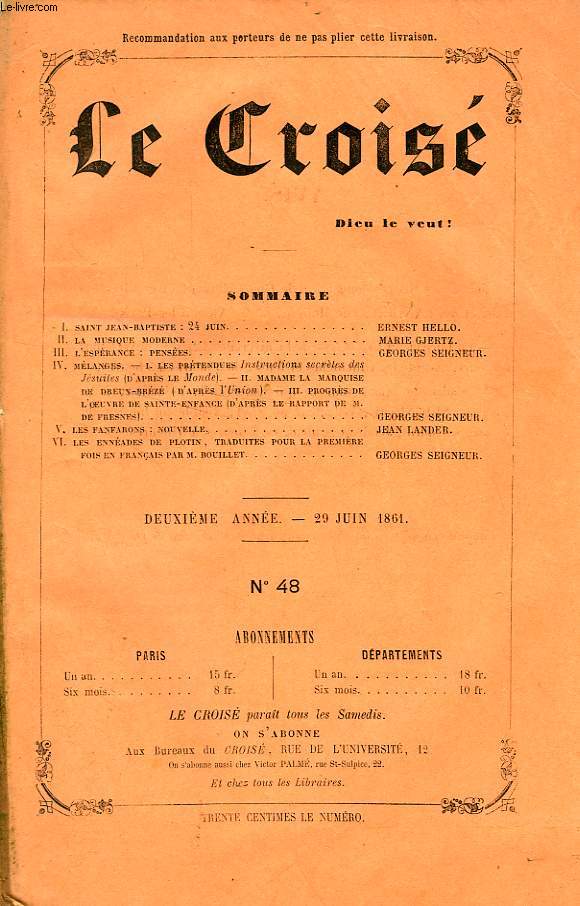 Le-livre.com
Recommandation aux porteurs de ne pas plier cette livraison.
Le Croisé
Dieu le veut!
SOMMAIRE
I. SAINT JEAN-BAPTISTE : 24 JUIN. . . . . . . . . . . . . . . . ERNEST HELLO.
II. LA MUSIQUE MODERNE . . . . . . . . . . . . . . . . . . . . MARIE GJERTZ.
III. L'ESPÉRANCE : PENSÉES. . . . . . . . . . . . . . . . . . . . GEORGES SEIGNEUR.
IV. MÉLANGES. — I. LES PRÉTENDUES Instructions secrètes des
Jésuites (D'APRÈS LE Monde). — II. MADAME LA MARQUISE
DE DREUX-BRÉZÉ (D'APRÈS l'Union). — III. PROGRÈS DE
L'ŒUVRE DE SAINTE-ENFANCE (D'APRÈS LE RAPPORT DE M.
DE FRESNES). . . . . . . . . . . . . . . . . . . . . . . . . . GEORGES SEIGNEUR.
V. LES FANFARONS : NOUVELLE. . . . . . . . . . . . . . . . . . JEAN LANDER.
VI. LES ENNÉADES DE PLOTIN, TRADUITES POUR LA PREMIÈRE
FOIS EN FRANÇAIS PAR M. BOUILLET. . . . . . . . . . . . . GEORGES SEIGNEUR.
DEUXIÈME ANNÉE. — 29 JUIN 1861.
N° 48
ABONNEMENTS
PARIS
Un an. . . . . . . . . . . 15 fr.
Six mois. . . . . . . . . 8 fr.
DÉPARTEMENTS
Un an. . . . . . . . . . . 18 fr.
Six mois. . . . . . . . . . 10 fr.
LE CROISÉ paraît tous les Samedis.
ON S'ABONNE
Aux Bureaux du CROISÉ, RUE DE L'UNIVERSITÉ, 12
On s'abonne aussi chez Victor PALMÉ, rue St-Sulpice, 22.
Et chez tous les Libraires.
TRENTE CENTIMES LE NUMÉRO.
Le-livre.com